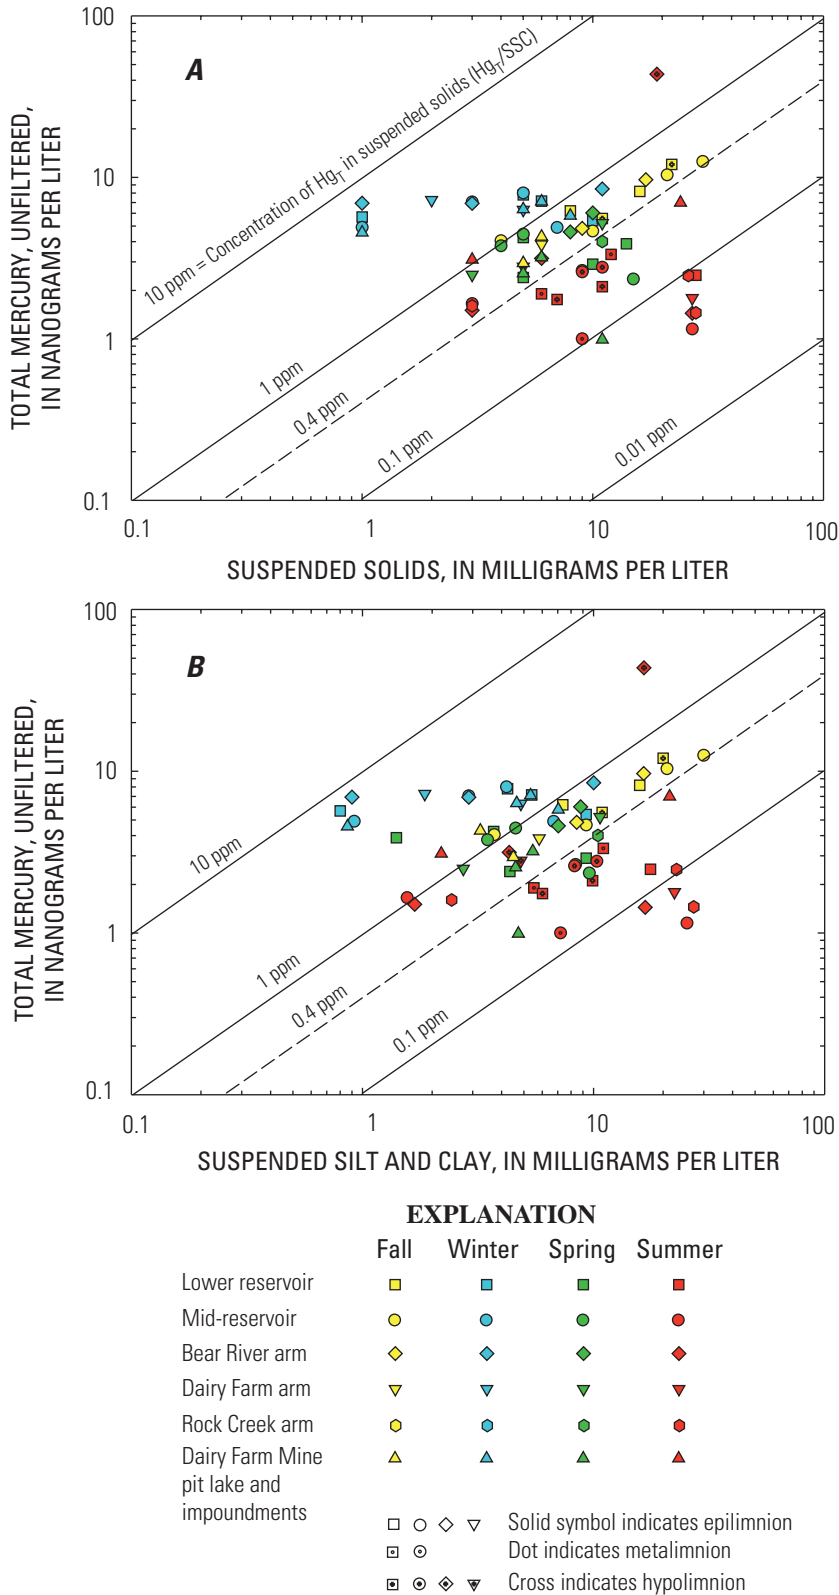 A
TOTAL MERCURY, UNFILTERED,
IN NANOGRAMS PER LITER
100
10
1
0.1
10 ppm = Concentration of HgT in suspended solids (HgT/SSC)
1 ppm
0.4 ppm
0.1 ppm
0.01 ppm
0.1 1 10 100
SUSPENDED SOLIDS, IN MILLIGRAMS PER LITER
B
TOTAL MERCURY, UNFILTERED,
IN NANOGRAMS PER LITER
100
10
1
0.1
10 ppm
1 ppm
0.4 ppm
0.1 ppm
0.1 1 10 100
SUSPENDED SILT AND CLAY, IN MILLIGRAMS PER LITER
EXPLANATION
Fall Winter Spring Summer
Lower reservoir
Mid-reservoir
Bear River arm
Dairy Farm arm
Rock Creek arm
Dairy Farm Mine
pit lake and
impoundments
Solid symbol indicates epilimnion
Dot indicates metalimnion
Cross indicates hypolimnion